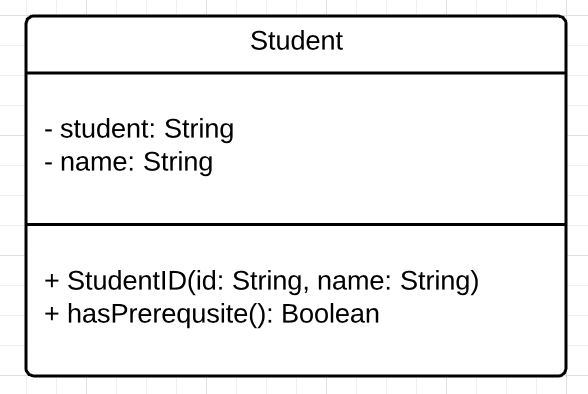 Student
- student: String
- name: String
+ StudentID(id: String, name: String)
+ hasPrerequsite(): Boolean